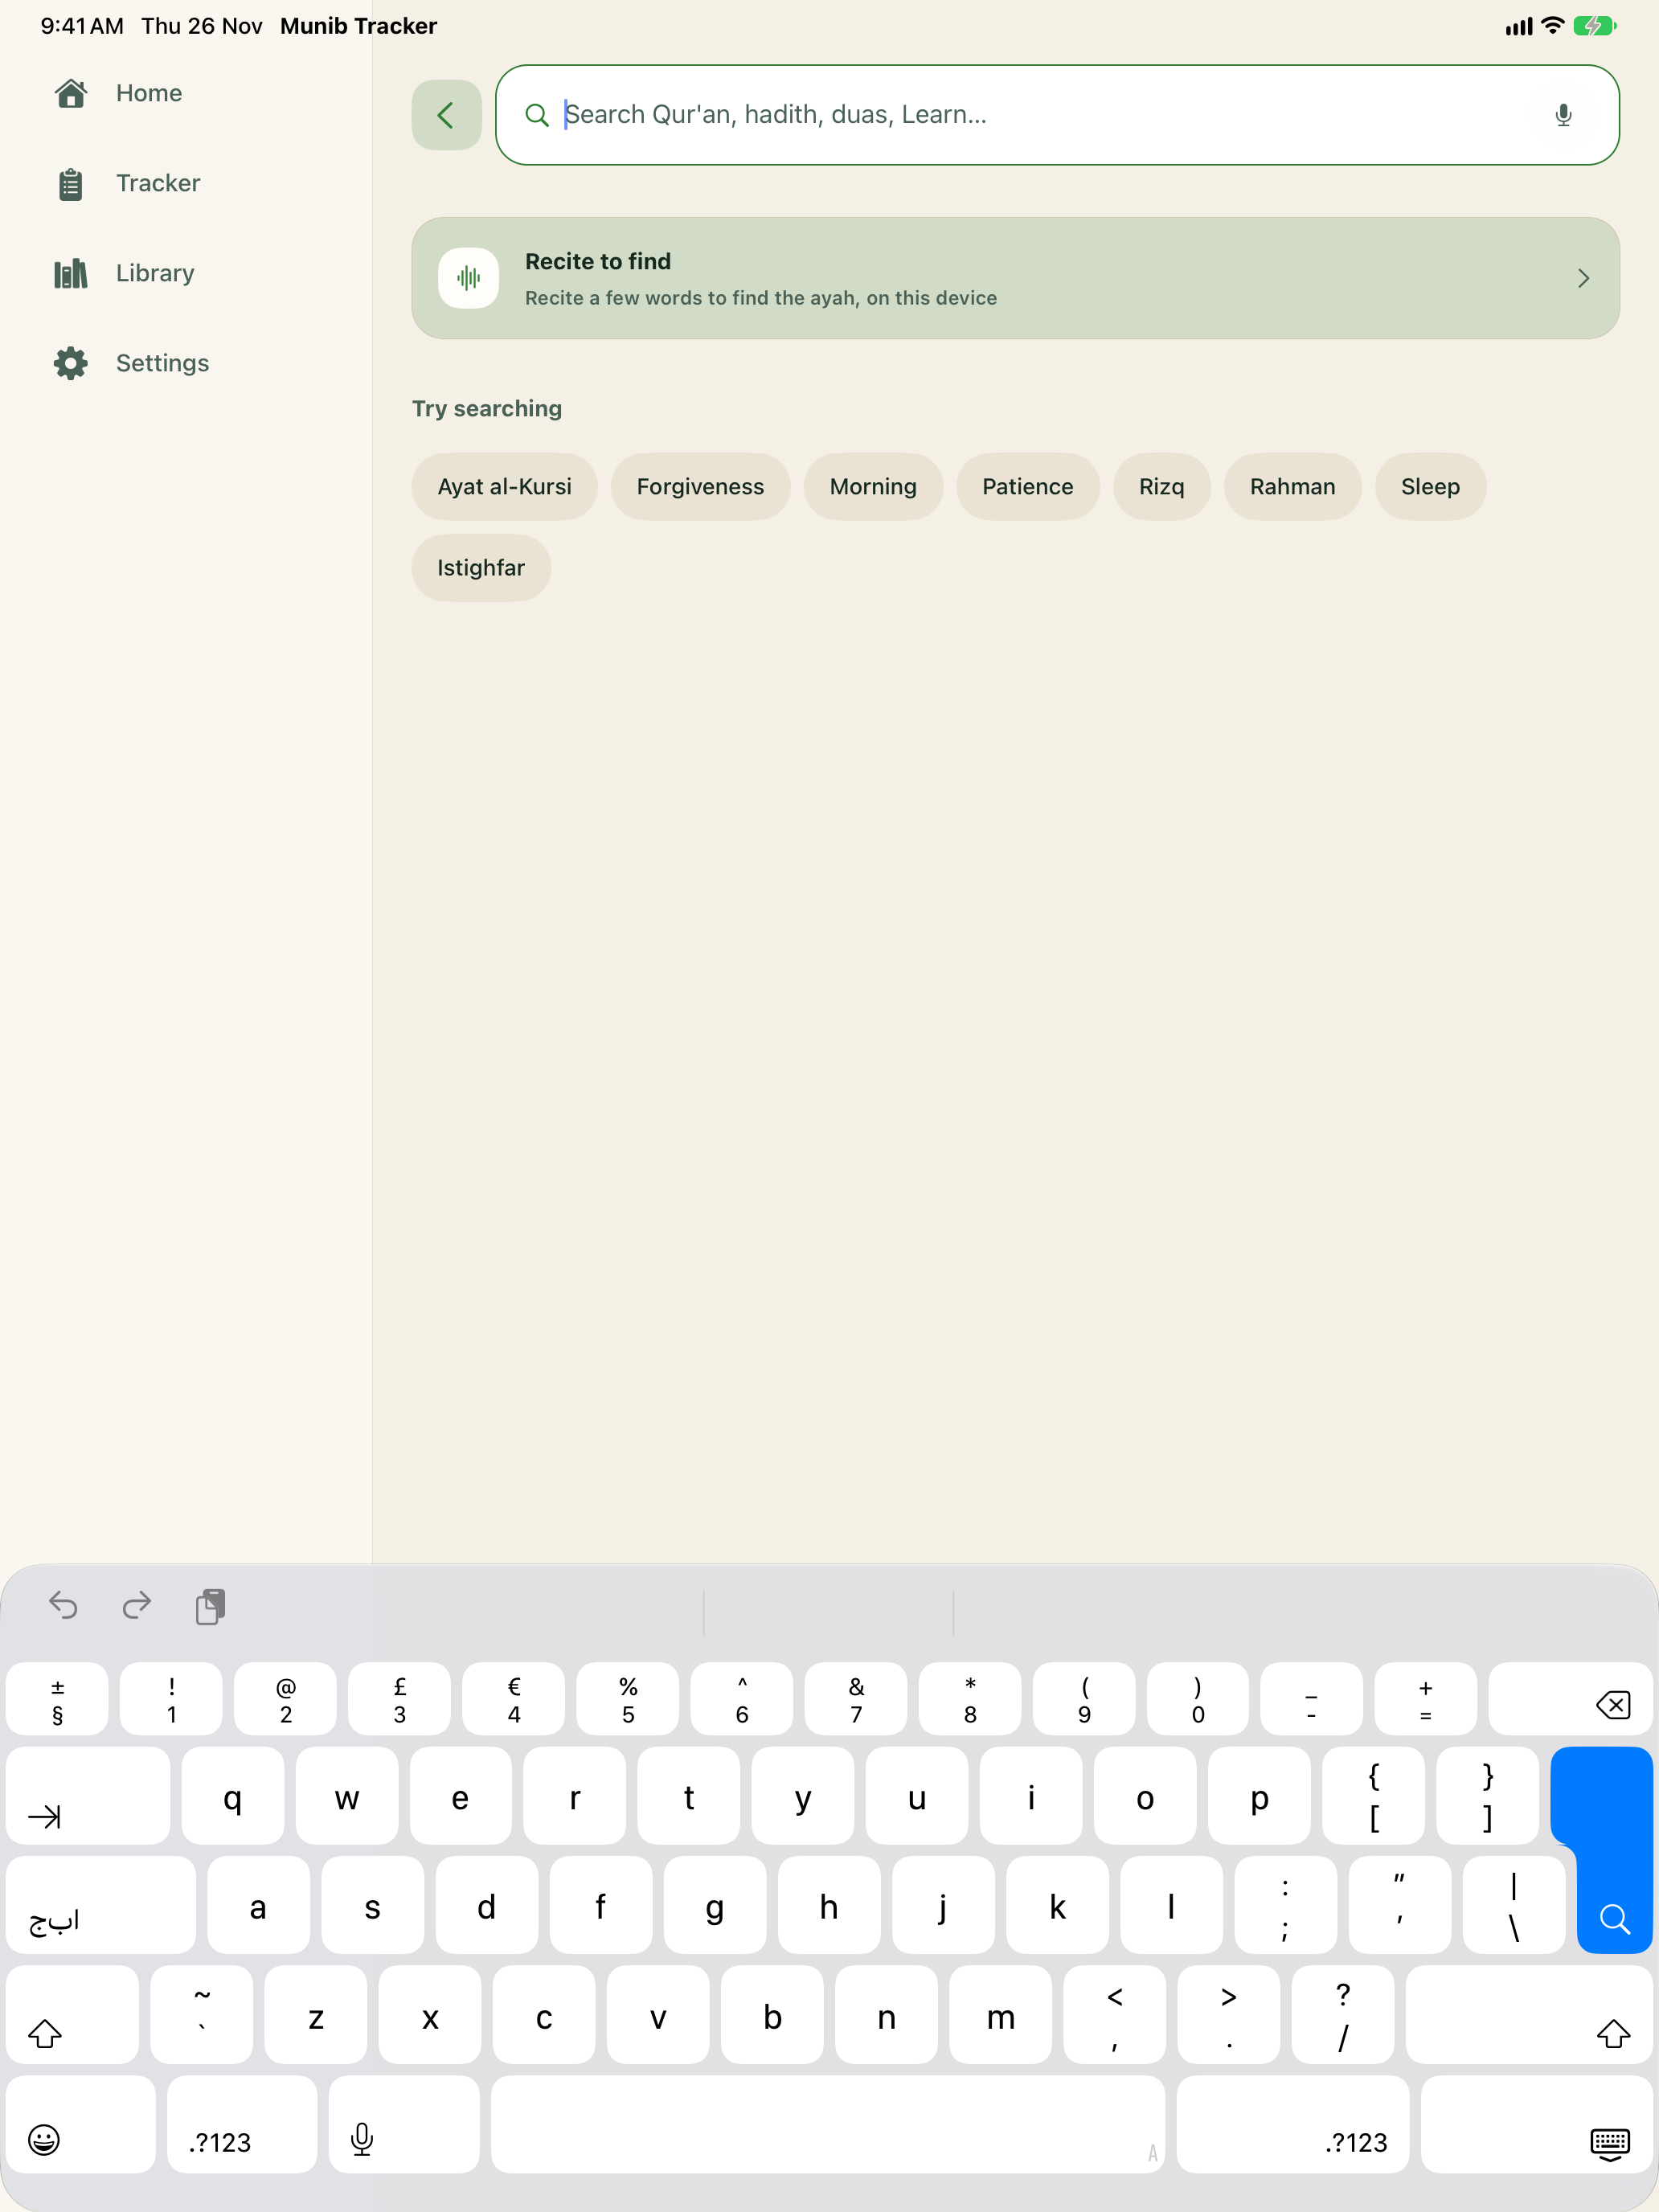 9:41 AM Thu 26 Nov Munib Tracker
Home
Tracker
Library
Settings
Search Qur'an, hadith, duas, Learn...
Recite to find
Recite a few words to find the ayah, on this device
Try searching
Ayat al-Kursi Forgiveness Morning Patience Rizq Rahman Sleep
Istighfar
± ! @ £ € % ^ & * ( ) _ +
§ 1 2 3 4 5 6 7 8 9 0 - =
q w e r t y u i o p { }
[ ]
ابج a s d f g h j k l : " |
; ' \
~ z x c v b n m < > ?
` , . /
.?123 A .?123